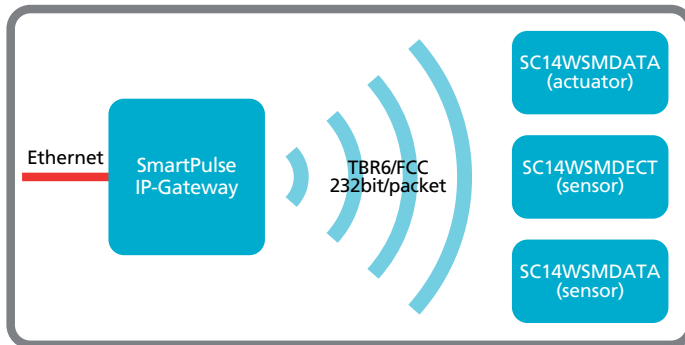 Ethernet
SmartPulse
IP-Gateway
TBR6/FCC
232bit/packet
SC14WSMDATA
(actuator)
SC14WSMDECT
(sensor)
SC14WSMDATA
(sensor)